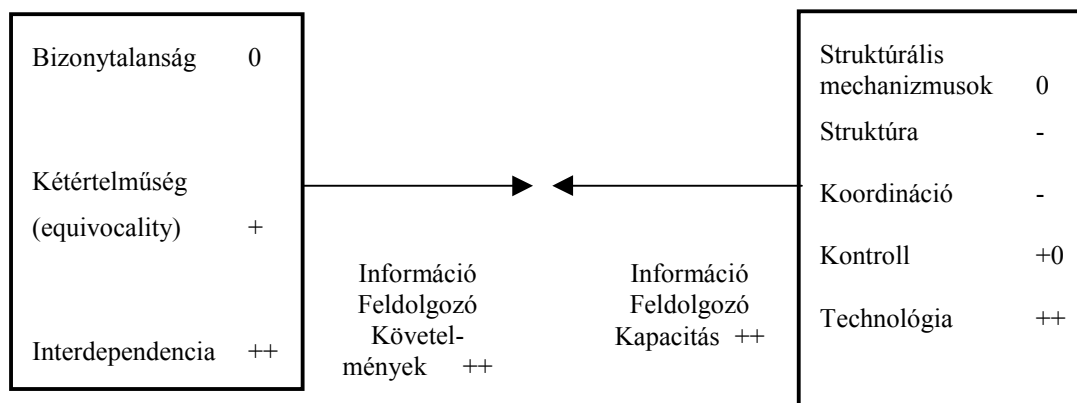 Bizonytalanság 0
Kétértelműség
(equivocality) +
Interdependencia ++
Információ
Feldolgozó
Követel-
mények ++
Információ
Feldolgozó
Kapacitás ++
Struktúrális
mechanizmusok 0
Struktúra -
Koordináció -
Kontroll +0
Technológia ++